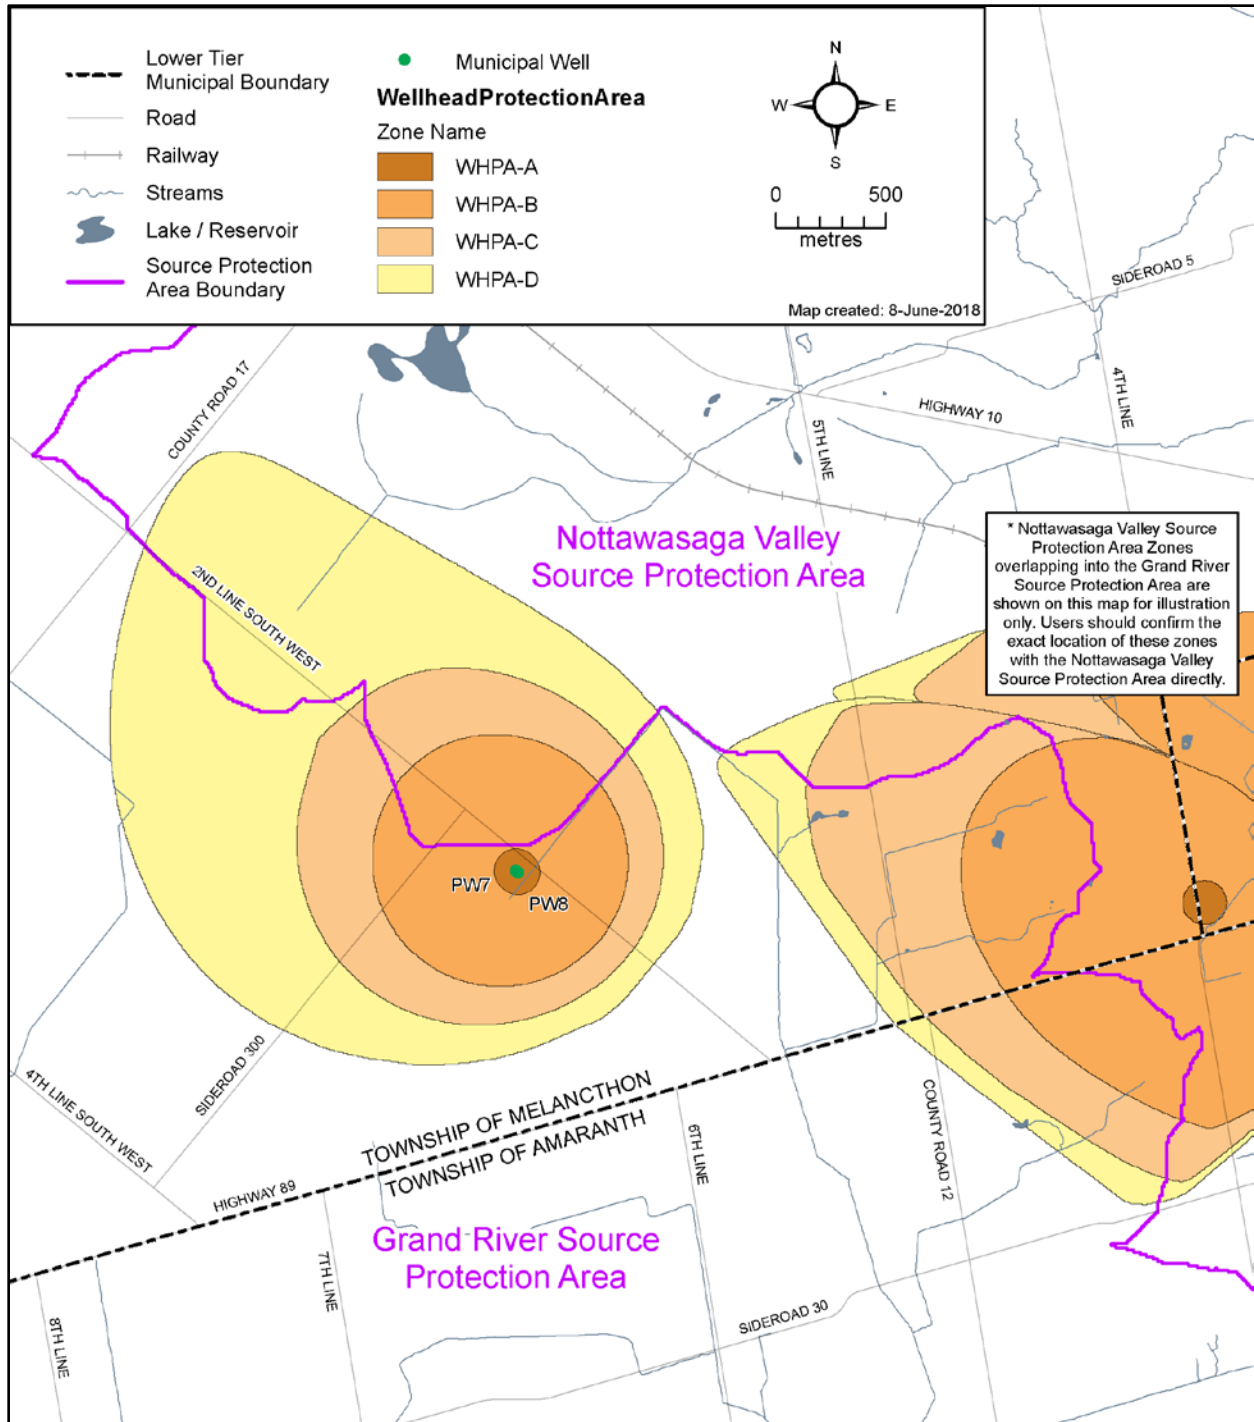 Lower Tier
Municipal Boundary
Road
Railway
Streams
Lake / Reservoir
Source Protection
Area Boundary
Municipal Well
WellheadProtectionArea
Zone Name
WHPA-A
WHPA-B
WHPA-C
WHPA-D
N
W
E
S
0 500
metres
Map created: 8-June-2018
SIDEROAD 5
COUNTY ROAD 17
4TH LINE
HIGHWAY 10
5TH LINE
Nottawasaga Valley
Source Protection Area
* Nottawasaga Valley Source
Protection Area Zones
overlapping into the Grand River
Source Protection Area are
shown on this map for illustration
only. Users should confirm the
exact location of these zones
with the Nottawasaga Valley
Source Protection Area directly.
2ND LINE SOUTH WEST
PW7
PW8
SIDEROAD 300
4TH LINE SOUTH WEST
TOWNSHIP OF MELANCTHON
TOWNSHIP OF AMARANTH
6TH LINE
COUNTY ROAD 12
HIGHWAY 89
Grand River Source
Protection Area
7TH LINE
SIDEROAD 30
8TH LINE